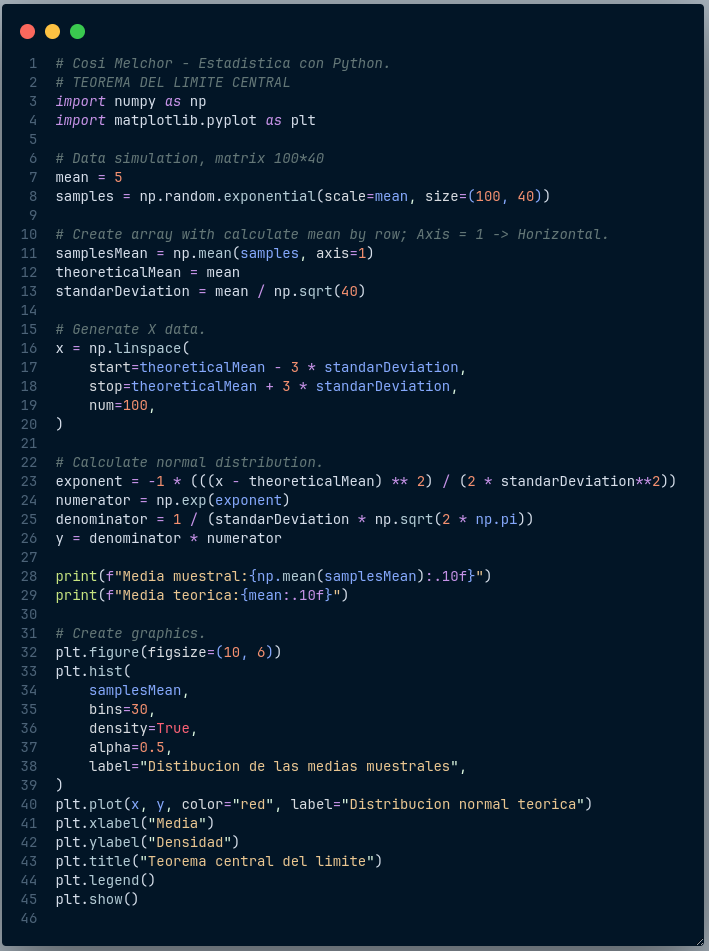 1 # Cosi Melchor - Estadistica con Python.
2 # TEOREMA DEL LIMITE CENTRAL
3 import numpy as np
4 import matplotlib.pyplot as plt
5
6 # Data simulation, matrix 100*40
7 mean = 5
8 samples = np.random.exponential(scale=mean, size=(100, 40))
9
10 # Create array with calculate mean by row; Axis = 1 -> Horizontal.
11 samplesMean = np.mean(samples, axis=1)
12 theoreticalMean = mean
13 standarDeviation = mean / np.sqrt(40)
14
15 # Generate X data.
16 x = np.linspace(
17     start=theoreticalMean - 3 * standarDeviation,
18     stop=theoreticalMean + 3 * standarDeviation,
19     num=100,
20 )
21
22 # Calculate normal distribution.
23 exponent = -1 * (((x - theoreticalMean) ** 2) / (2 * standarDeviation**2))
24 numerator = np.exp(exponent)
25 denominator = 1 / (standarDeviation * np.sqrt(2 * np.pi))
26 y = denominator * numerator
27
28 print(f"Media muestral:{np.mean(samplesMean):.10f}")
29 print(f"Media teorica:{mean:.10f}")
30
31 # Create graphics.
32 plt.figure(figsize=(10, 6))
33 plt.hist(
34     samplesMean,
35     bins=30,
36     density=True,
37     alpha=0.5,
38     label="Distibucion de las medias muestrales",
39 )
40 plt.plot(x, y, color="red", label="Distribucion normal teorica")
41 plt.xlabel("Media")
42 plt.ylabel("Densidad")
43 plt.title("Teorema central del limite")
44 plt.legend()
45 plt.show()
46